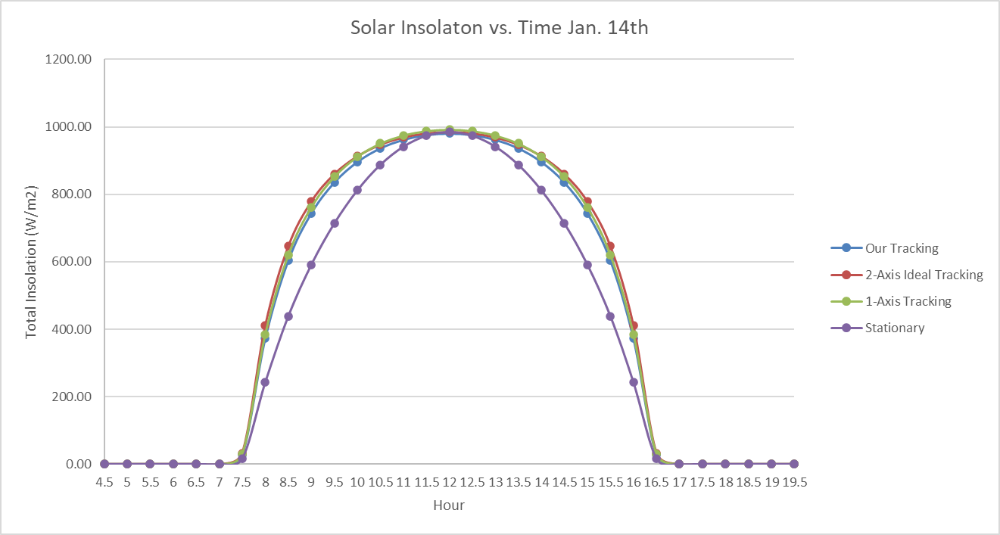 Solar Insolaton vs. Time Jan. 14th
1200.00
1000.00
800.00
600.00
400.00
200.00
0.00
Total Insolation (W/m2)
4.5 5 5.5 6 6.5 7 7.5 8 8.5 9 9.5 10 10.5 11 11.5 12 12.5 13 13.5 14 14.5 15 15.5 16 16.5 17 17.5 18 18.5 19 19.5
Hour
Our Tracking
2-Axis Ideal Tracking
1-Axis Tracking
Stationary